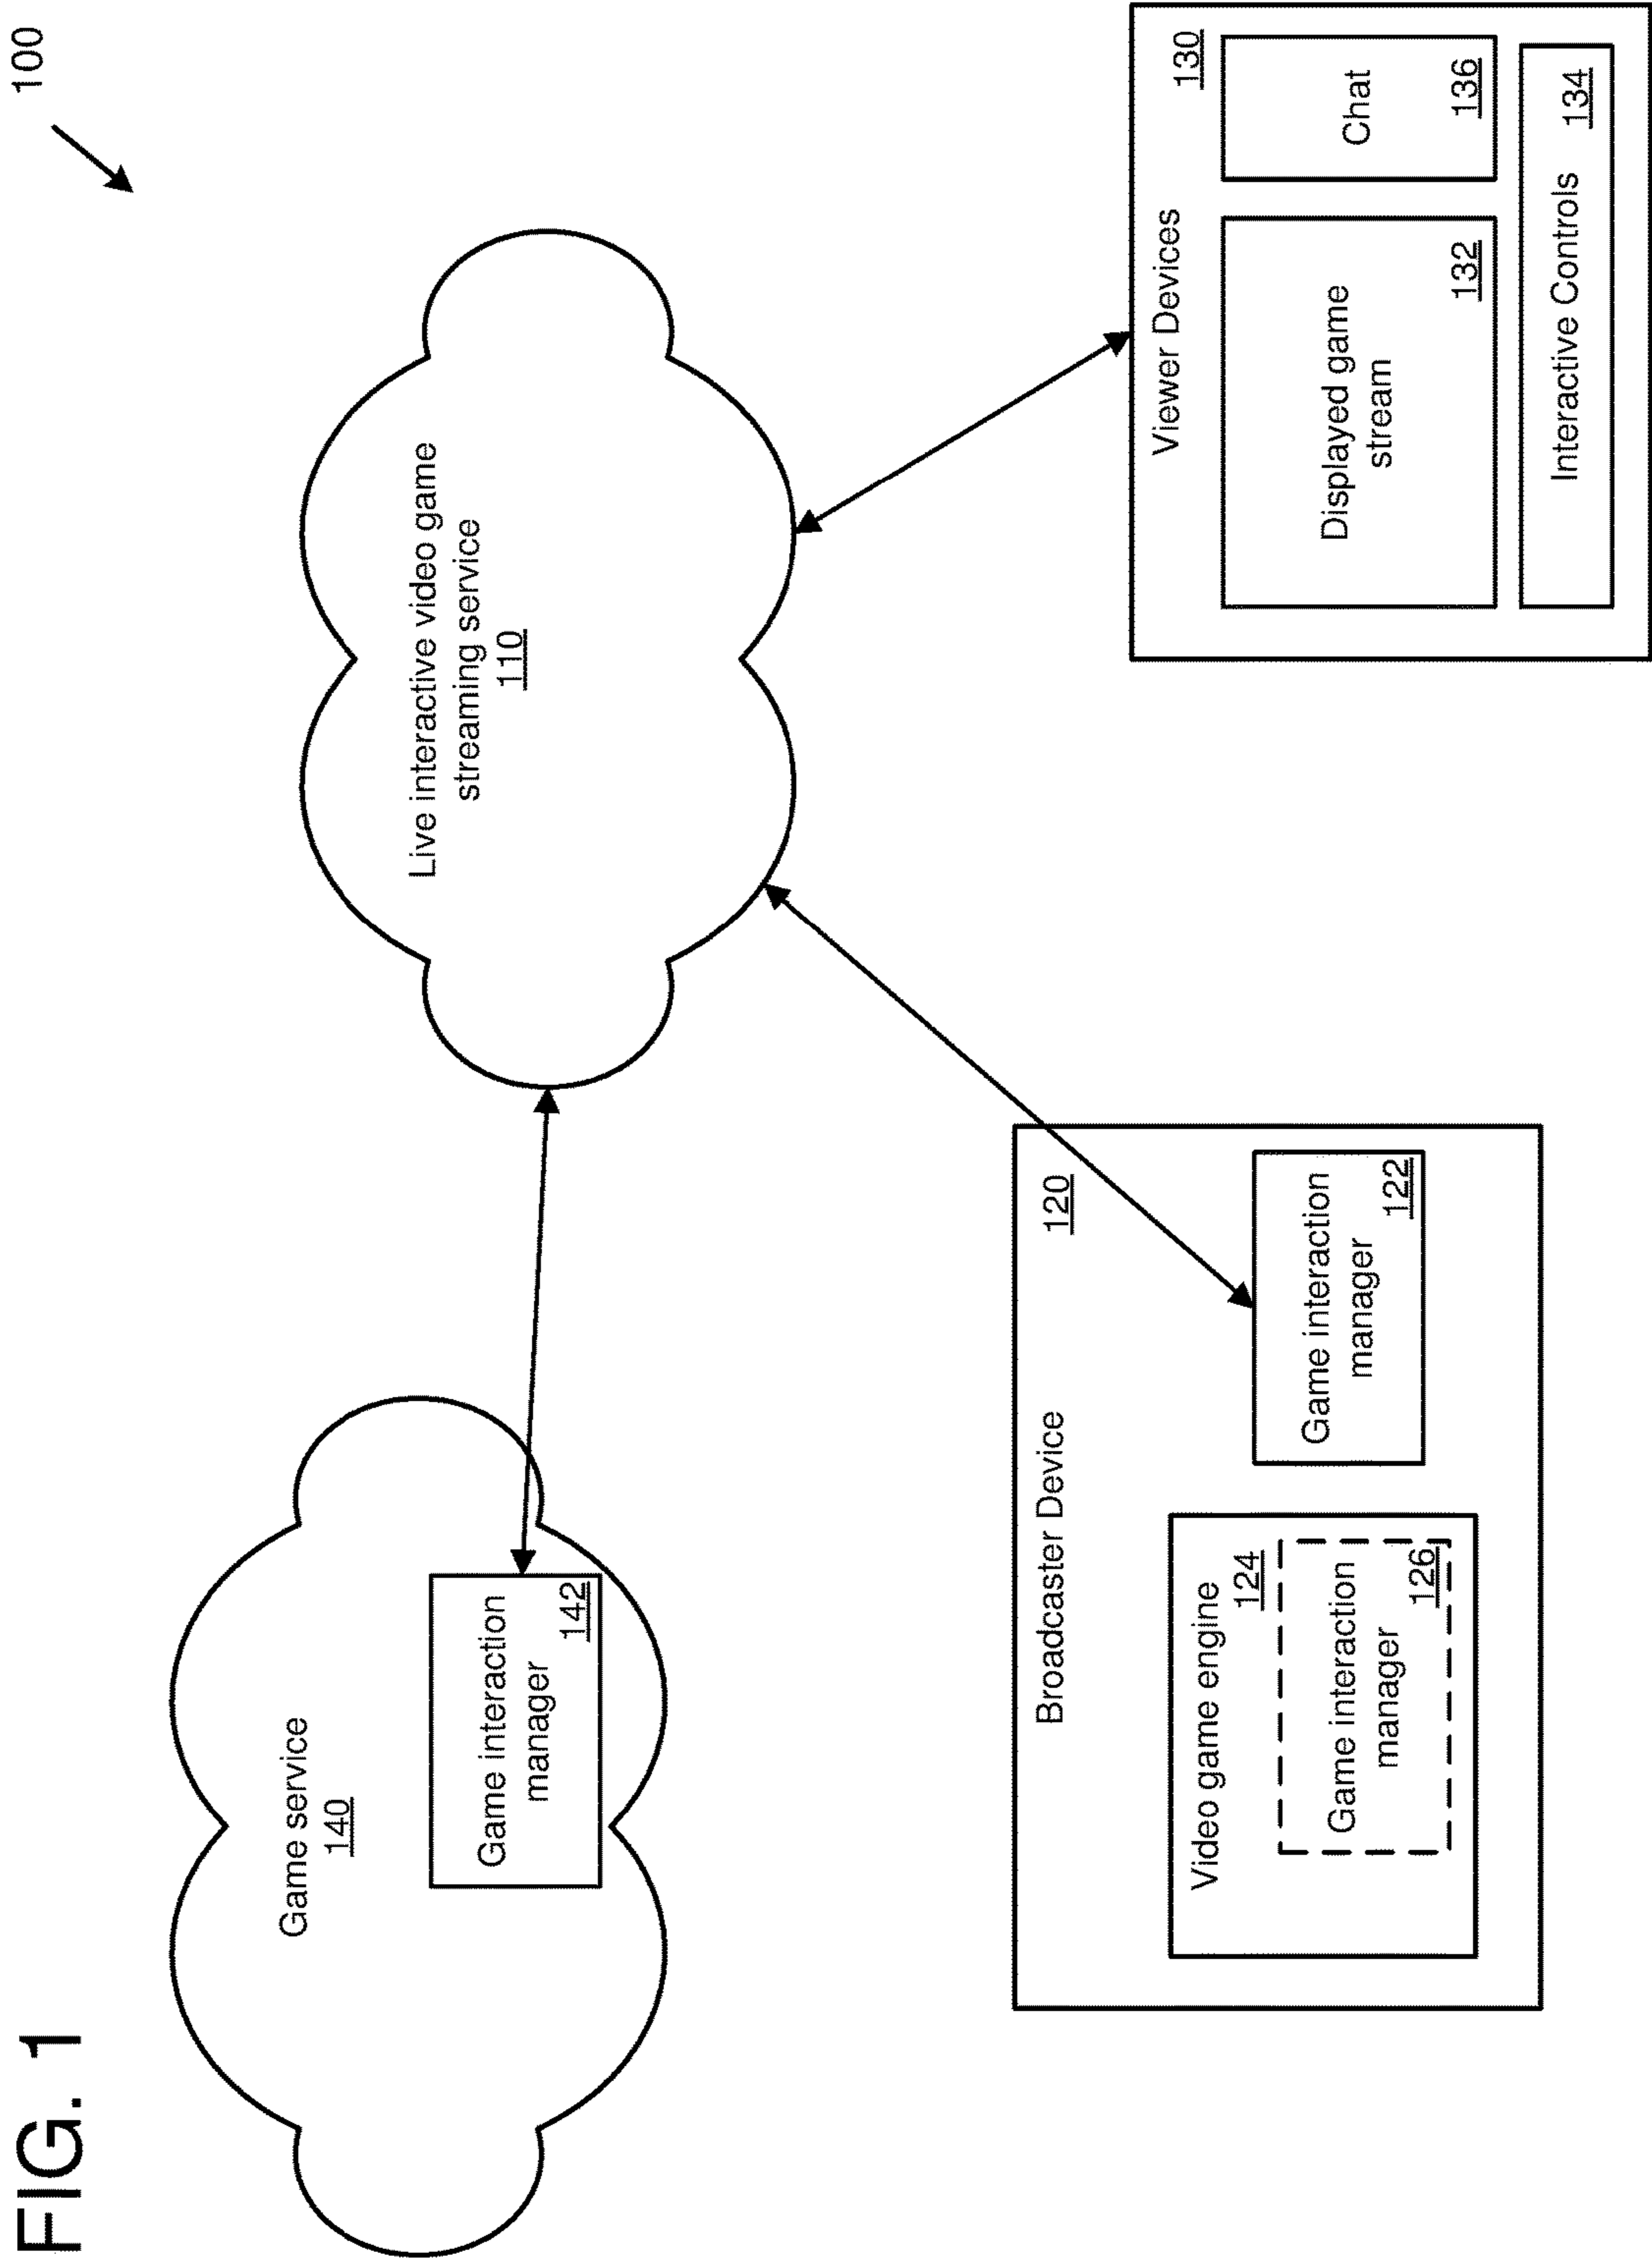 FIG. 1
100
Game service
140
Game interaction
manager
142
Live interactive video game
streaming service
110
Broadcaster Device
120
Video game engine
124
Game interaction
manager
126
Game interaction
manager
122
Viewer Devices
130
Displayed game
stream
132
Chat
136
Interactive Controls
134